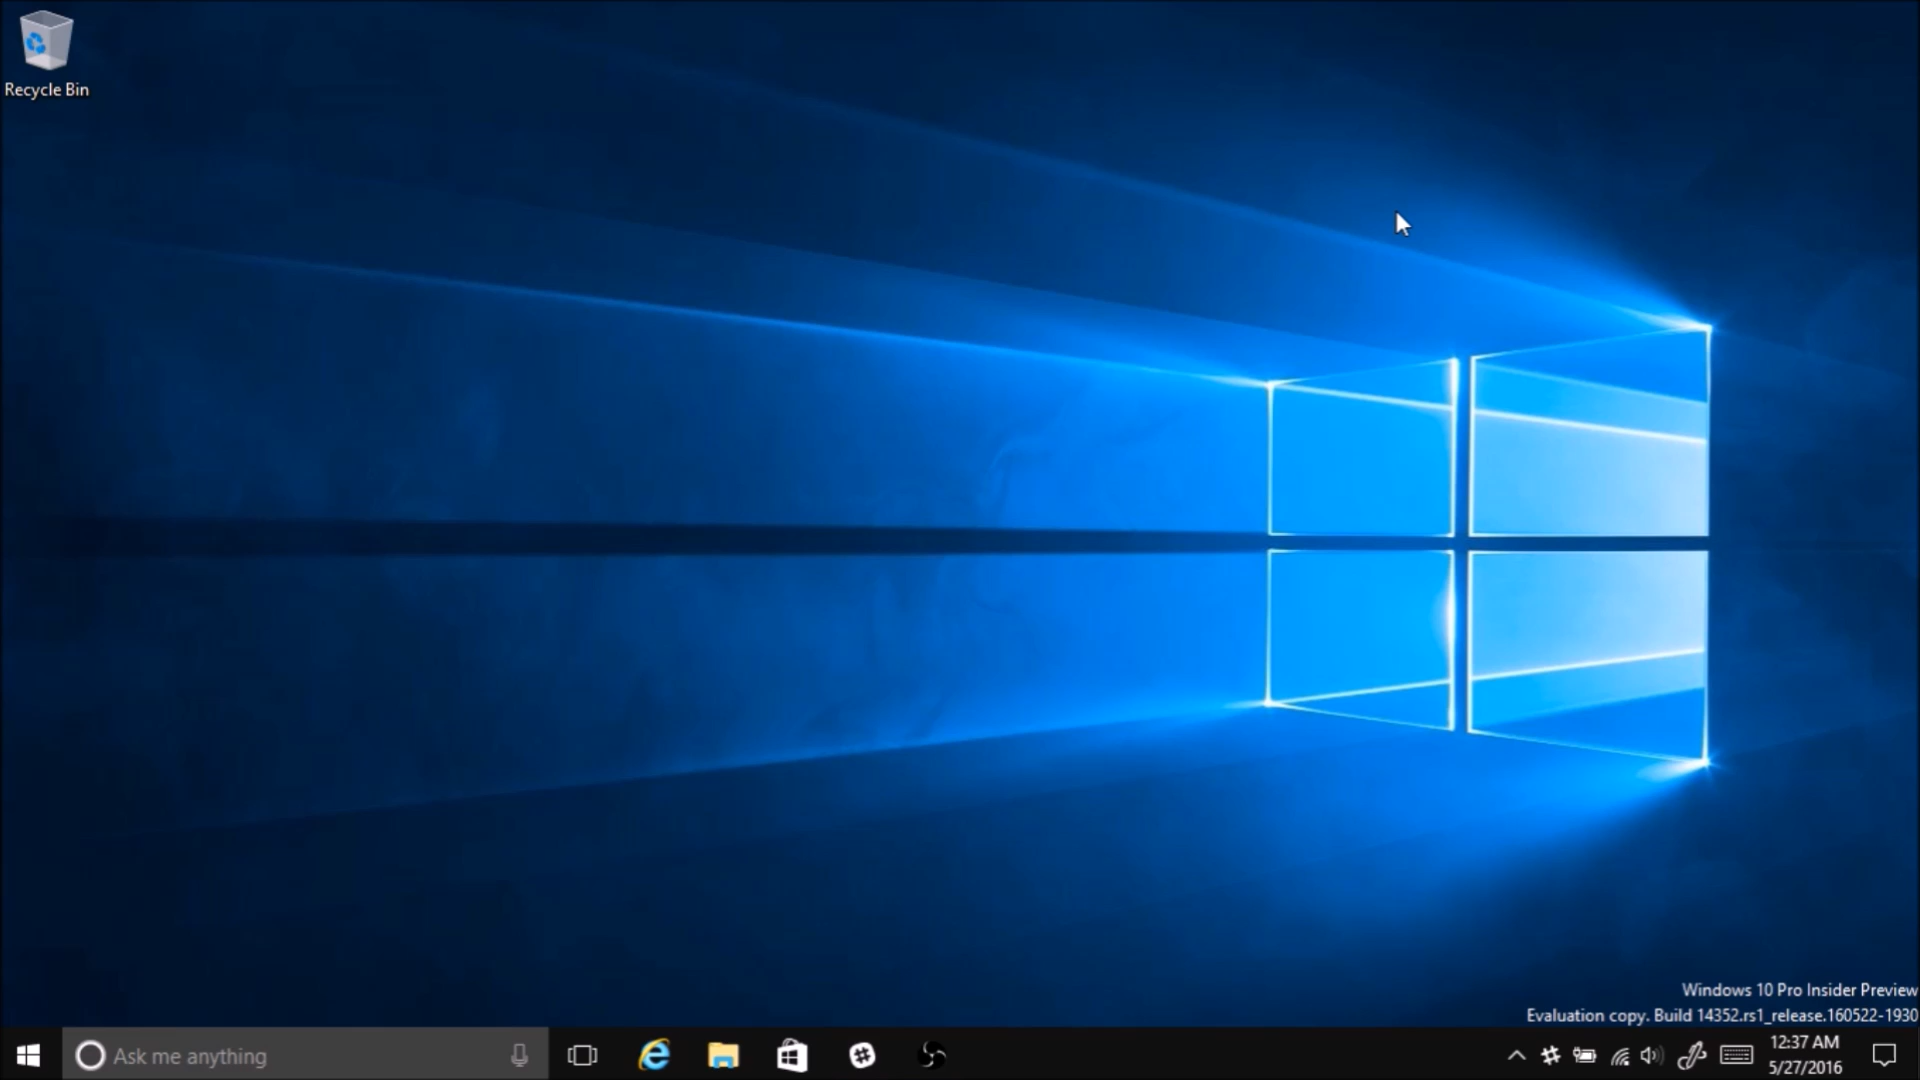 Recycle Bin
Windows 10 Pro Insider Preview
Evaluation copy. Build 14352.rs1_release.160522-1930
Ask me anything
12:37 AM
5/27/2016